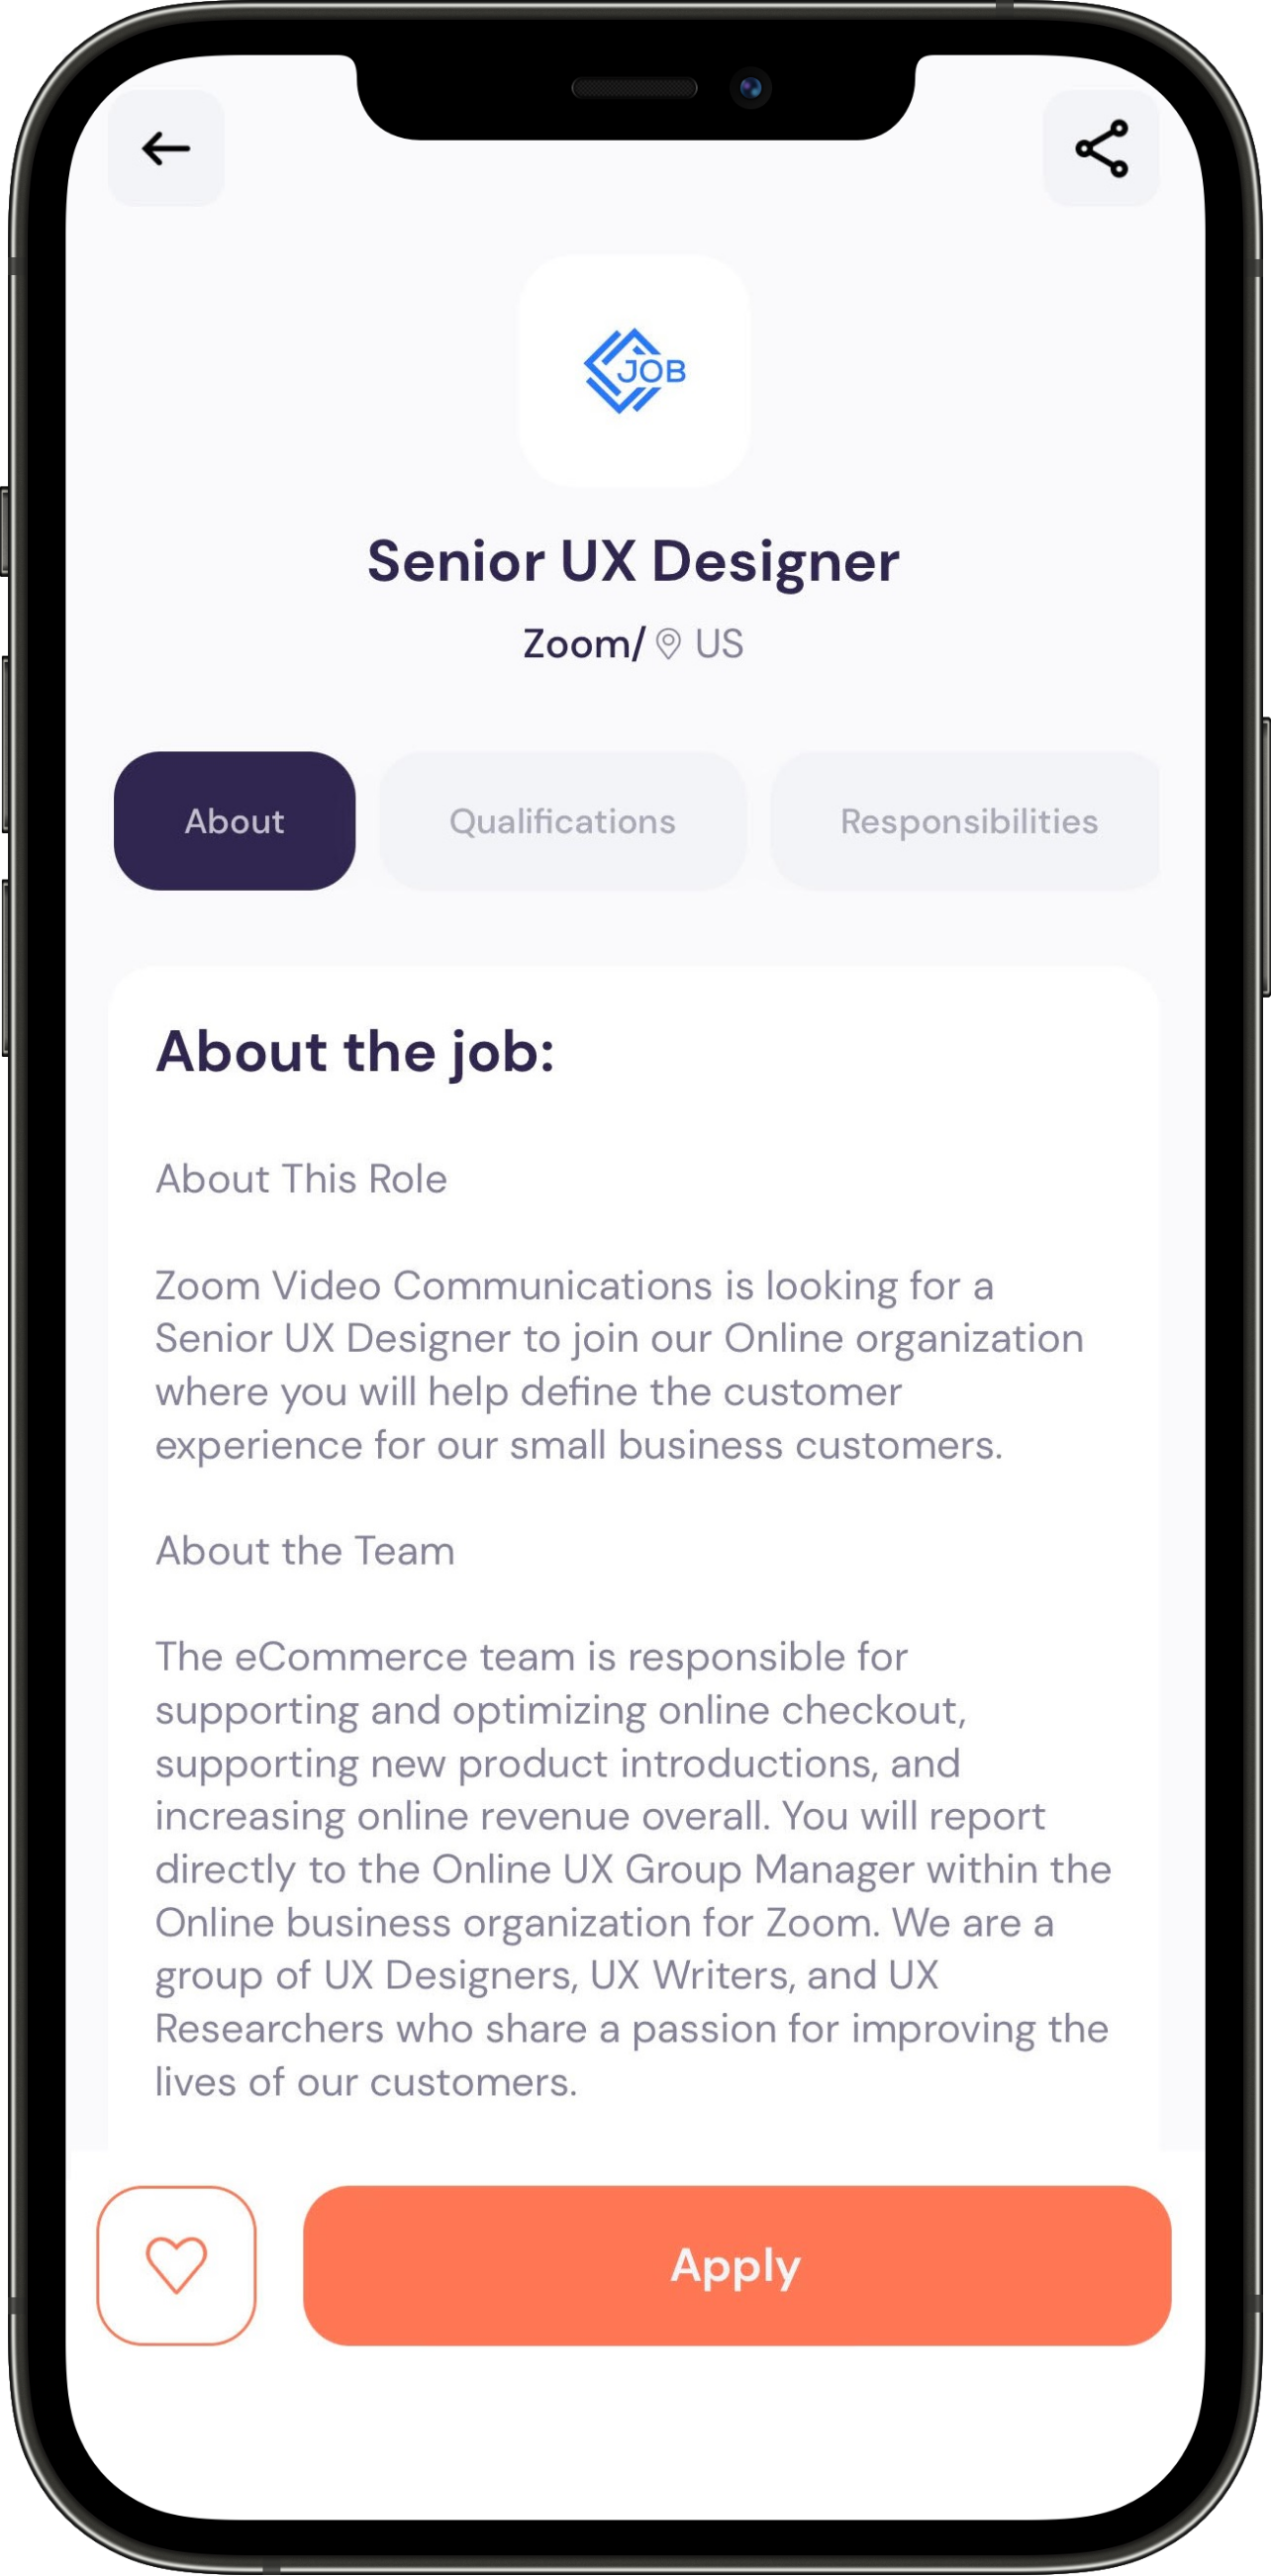 JOB
Senior UX Designer
Zoom/ US
About Qualifications Responsibilities
About the job:
About This Role
Zoom Video Communications is looking for a
Senior UX Designer to join our Online organization
where you will help define the customer
experience for our small business customers.
About the Team
The eCommerce team is responsible for
supporting and optimizing online checkout,
supporting new product introductions, and
increasing online revenue overall. You will report
directly to the Online UX Group Manager within the
Online business organization for Zoom. We are a
group of UX Designers, UX Writers, and UX
Researchers who share a passion for improving the
lives of our customers.
Apply